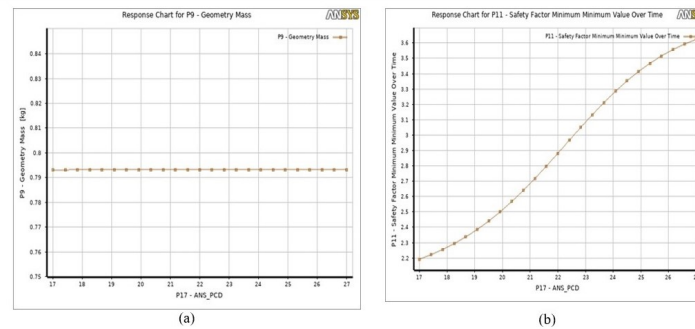 Response Chart for P9 - Geometry Mass
ANSYS
P9 - Geometry Mass
0.84
0.83
0.82
0.81
0.8
0.79
0.78
0.77
0.76
0.75
P9 - Geometry Mass [kg]
17 18 19 20 21 22 23 24 25 26 27
P17 - ANS_PCD
(a)
Response Chart for P11 - Safety Factor Minimum Minimum Value Over Time
P11 - Safety Factor Minimum Minimum Value Over Time
3.6
3.5
3.4
3.3
3.2
3.1
3
2.9
2.8
2.7
2.6
2.5
2.4
2.3
2.2
P11 - Safety Factor Minimum Minimum Value Over Time
17 18 19 20 21 22 23 24 25 26
P17 - ANS_PCD
(b)